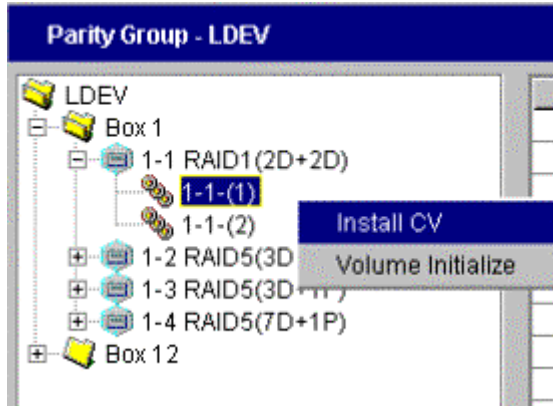 Parity Group - LDEV
LDEV
Box 1
1-1 RAID1(2D+2D)
1-1-(1)
1-1-(2)
Install CV
1-2 RAID5(3D
Volume Initialize
1-3 RAID5(3D+1P)
1-4 RAID5(7D+1P)
Box 12